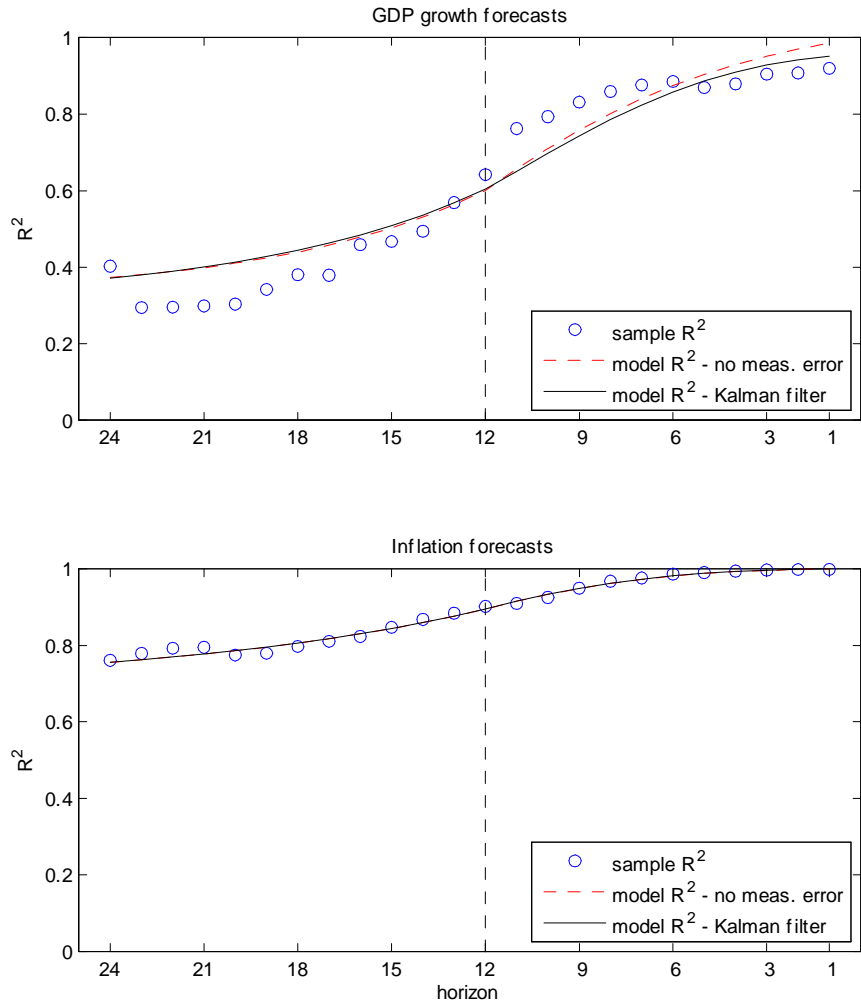 GDP growth forecasts
1
0.8
0.6
0.4
0.2
0
R²
24 21 18 15 12 9 6 3 1
sample R²
model R² - no meas. error
model R² - Kalman filter
Inflation forecasts
1
0.8
0.6
0.4
0.2
0
R²
24 21 18 15 12 9 6 3 1
horizon
sample R²
model R² - no meas. error
model R² - Kalman filter